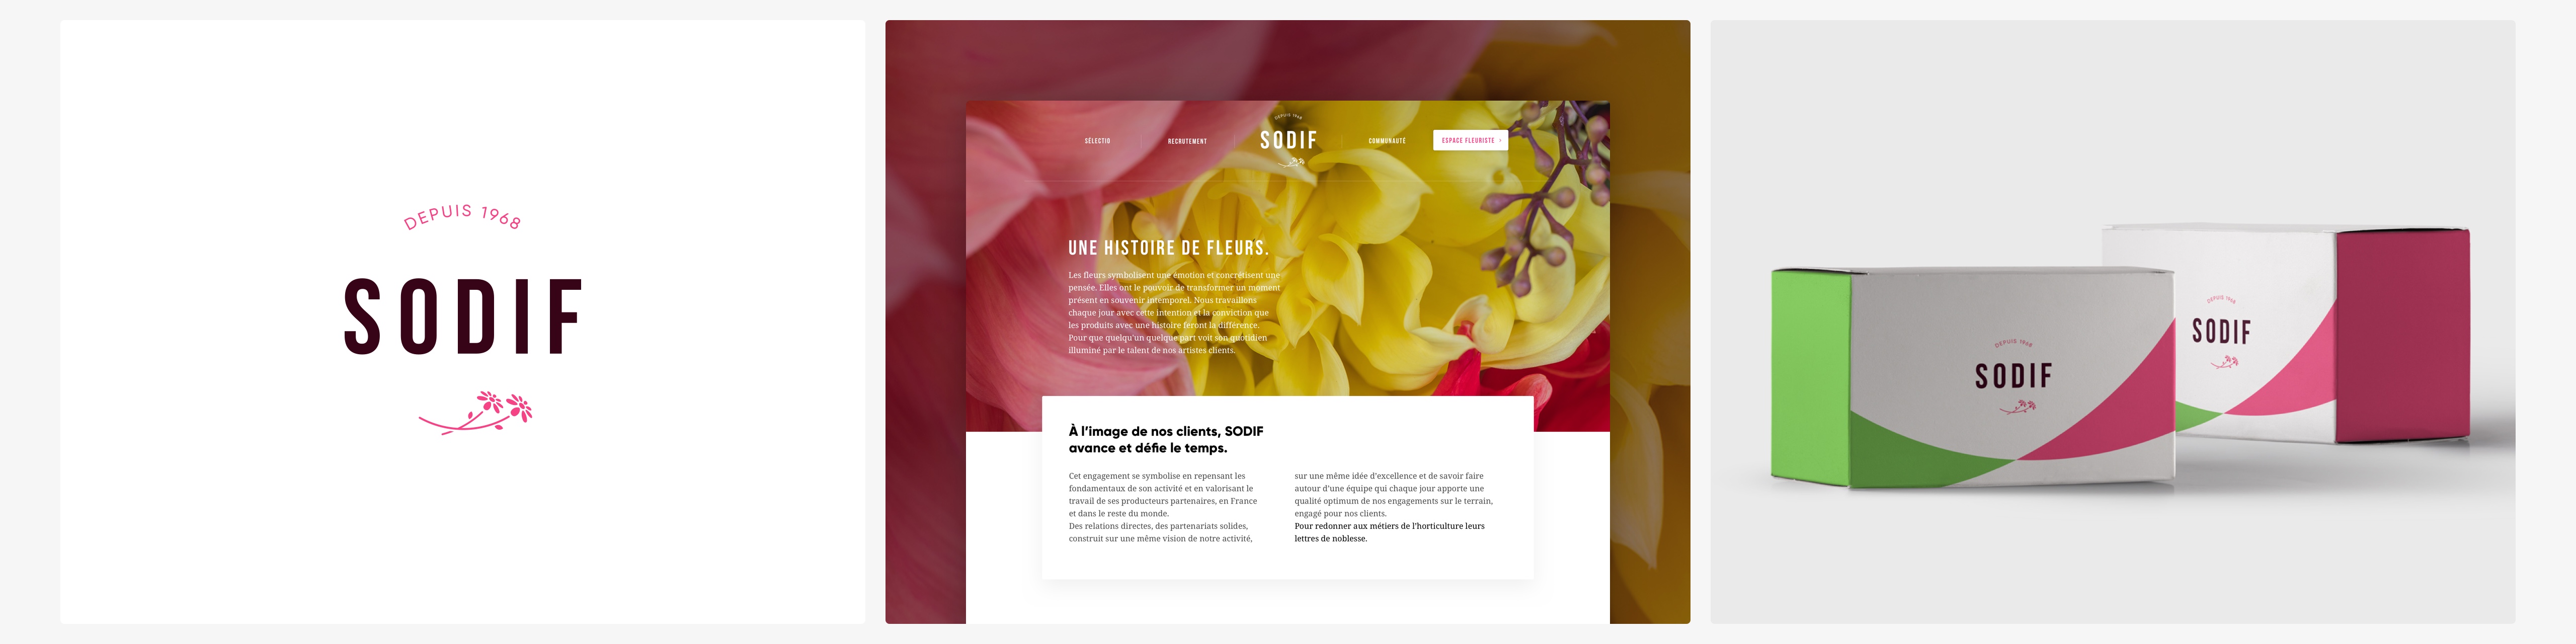 DEPUIS 1968
SODIF
SÉLECTIO
RECRUTEMENT
DEPUIS 1968
SODIF
COMMUNAUTÉ
ESPACE FLEURISTE
UNE HISTOIRE DE FLEURS.
Les fleurs symbolisent une émotion et concrétisent une
pensée. Elles ont le pouvoir de transformer un moment
présent en souvenir intemporel. Nous travaillons
chaque jour avec cette intention et la conviction que
les produits avec une histoire feront la différence.
Pour que quelqu'un quelque part voit son quotidien
illuminé par le talent de nos artistes clients.
À l'image de nos clients, SODIF
avance et défie le temps.
Cet engagement se symbolise en repensant les
fondamentaux de son activité et en valorisant le
travail de ses producteurs partenaires, en France
et dans le reste du monde.
Des relations directes, des partenariats solides,
construit sur une même vision de notre activité,
sur une même idée d'excellence et de savoir faire
autour d'une équipe qui chaque jour apporte une
qualité optimum de nos engagements sur le terrain,
engagé pour nos clients.
Pour redonner aux métiers de l'horticulture leurs
lettres de noblesse.
DEPUIS 1968
SODIF
DEPUIS 1968
SODIF